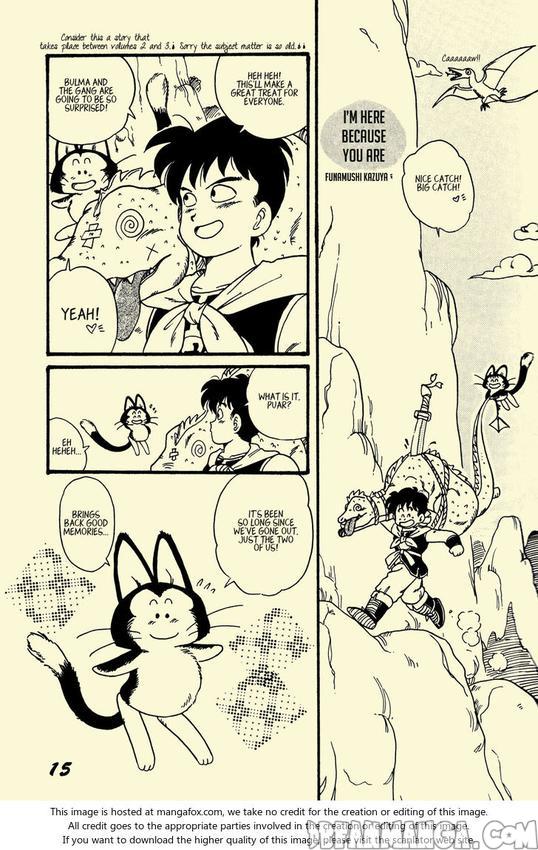 Consider this a story that
takes place between volumes 2 and 3.. Sorry the subject matter is so old...
Caaaaaaw!!
I'M HERE
BECAUSE
YOU ARE
FUNAMUSHI KAZUYA
NICE CATCH!
BIG CATCH!
HEH HEH!
THIS'LL MAKE A
GREAT TREAT FOR
EVERYONE.
BULMA AND
THE GANG ARE
GOING TO BE SO
SURPRISED!
YEAH!
WHAT IS IT,
PUAR?
EH
HEHEH...
IT'S BEEN
SO LONG SINCE
WE'VE GONE OUT,
JUST THE TWO
OF US!
BRINGS
BACK GOOD
MEMORIES...
15
This image is hosted at mangafox.com, we take no credit for the creation or editing of this image.
All credit goes to the appropriate parties involved in the creation or editing of this image.
If you want to download the higher quality of this image please visit the scanlator web site.
READALLMANGA.COM